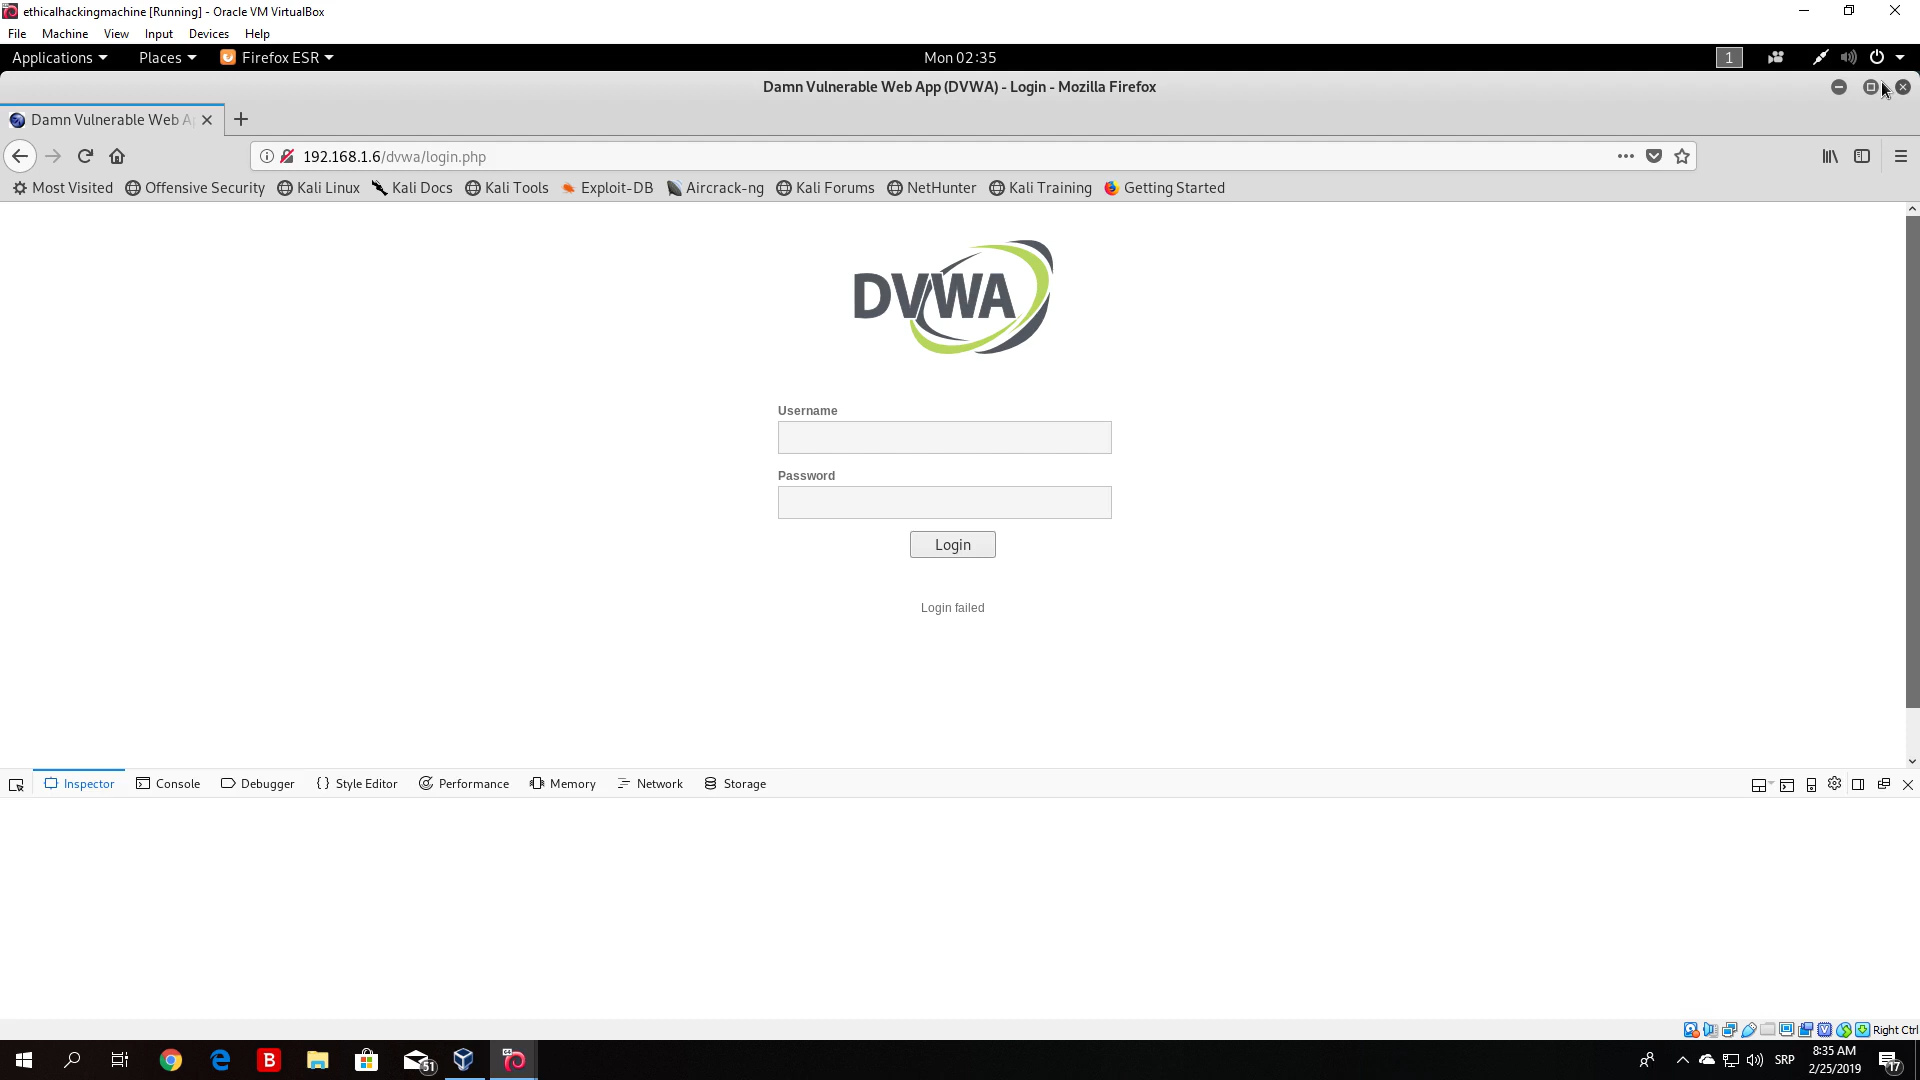 ethicalhackingmachine [Running] - Oracle VM VirtualBox
File Machine View Input Devices Help
Applications Places Firefox ESR Mon 02:35 1
Damn Vulnerable Web App (DVWA) - Login - Mozilla Firefox
Damn Vulnerable Web A
192.168.1.6/dvwa/login.php
Most Visited Offensive Security Kali Linux Kali Docs Kali Tools Exploit-DB Aircrack-ng Kali Forums NetHunter Kali Training Getting Started
DVWA
Username
Password
Login
Login failed
Inspector Console Debugger Style Editor Performance Memory Network Storage
Right Ctrl
B 51 SRP 8:35 AM 17
2/25/2019